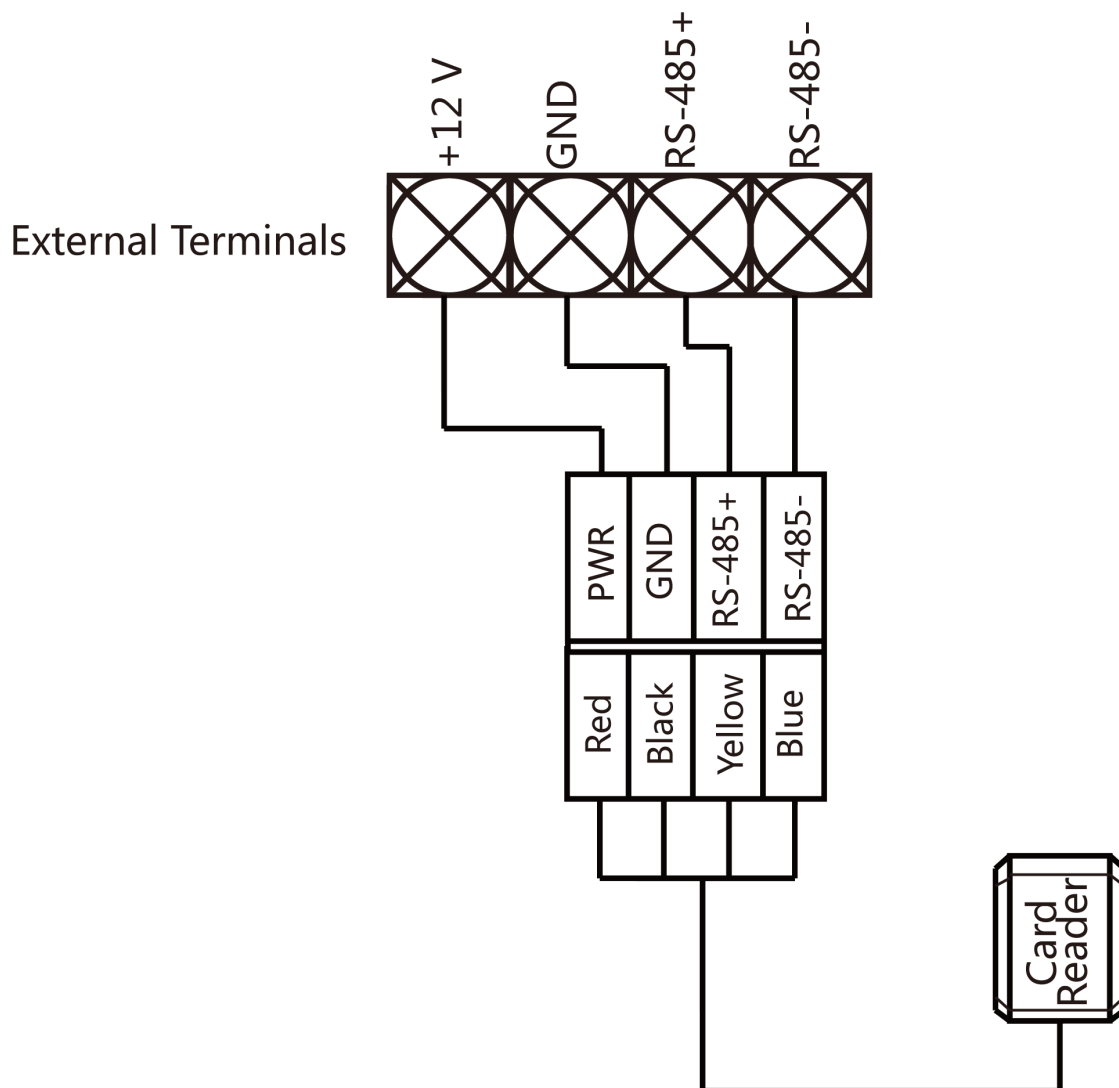 +12 V
GND
RS-485+
RS-485-
External Terminals
PWR
GND
RS-485+
RS-485-
Red
Black
Yellow
Blue
Card
Reader